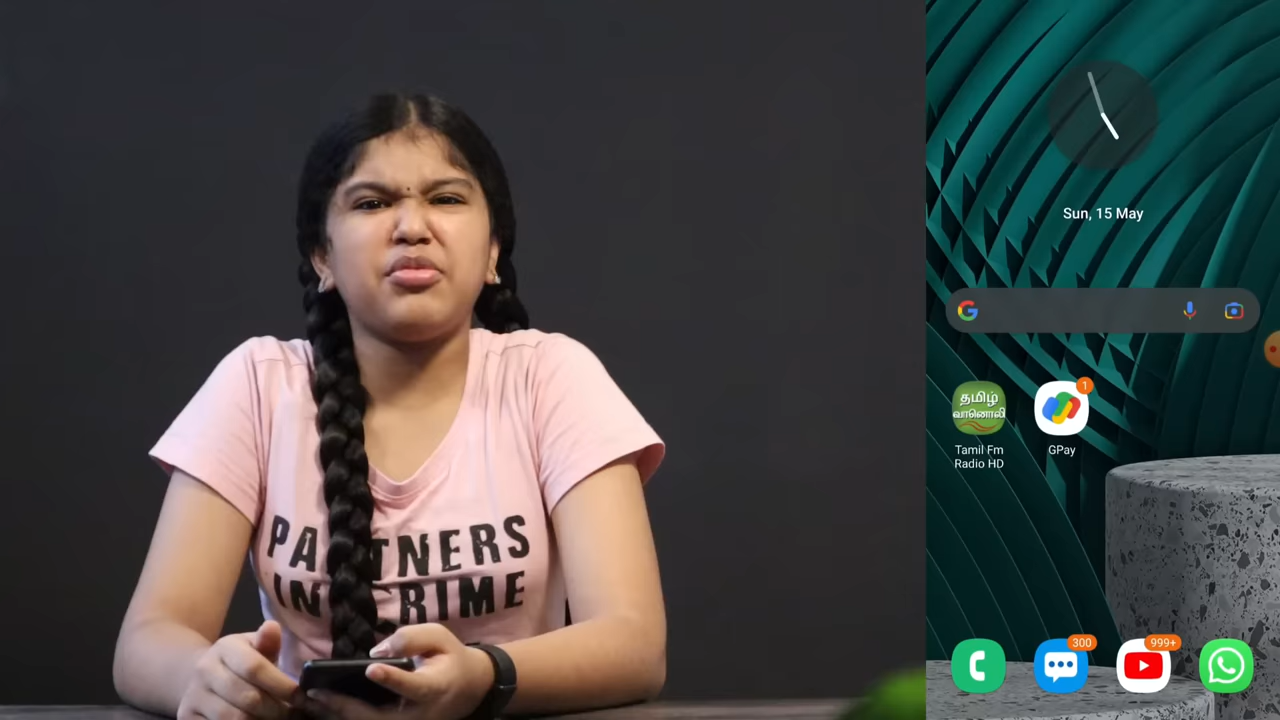 PARTNERS
IN CRIME
Sun, 15 May
G
தமிழ்
வானொலி
1
Tamil Fm
Radio HD
GPay
300
999+